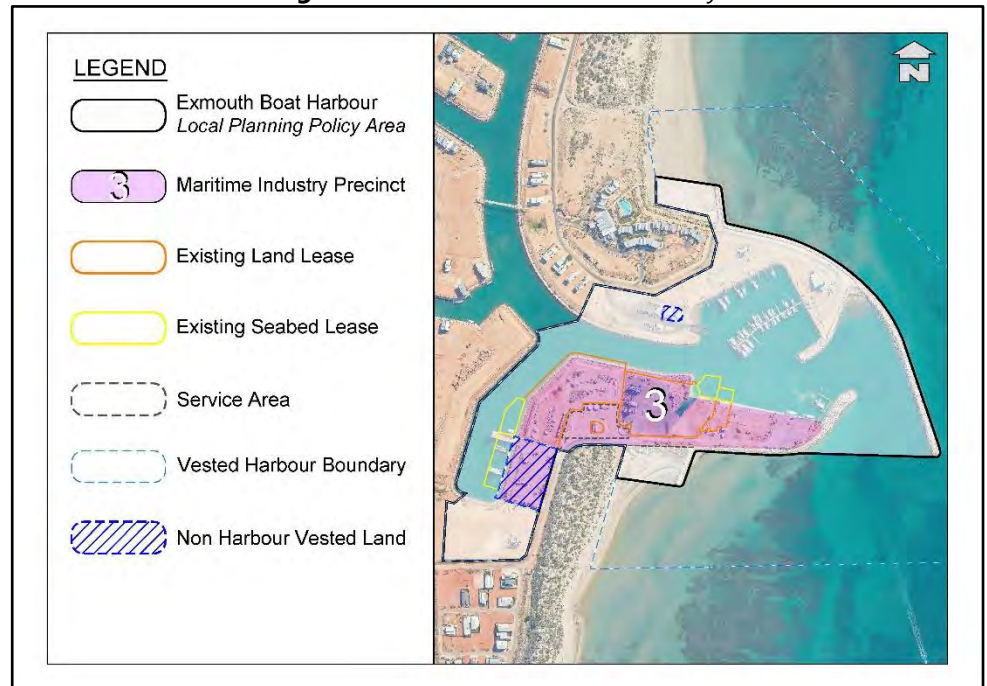 LEGEND
Exmouth Boat Harbour
Local Planning Policy Area
3
Maritime Industry Precinct
Existing Land Lease
Existing Seabed Lease
Service Area
Vested Harbour Boundary
Non Harbour Vested Land
N
3